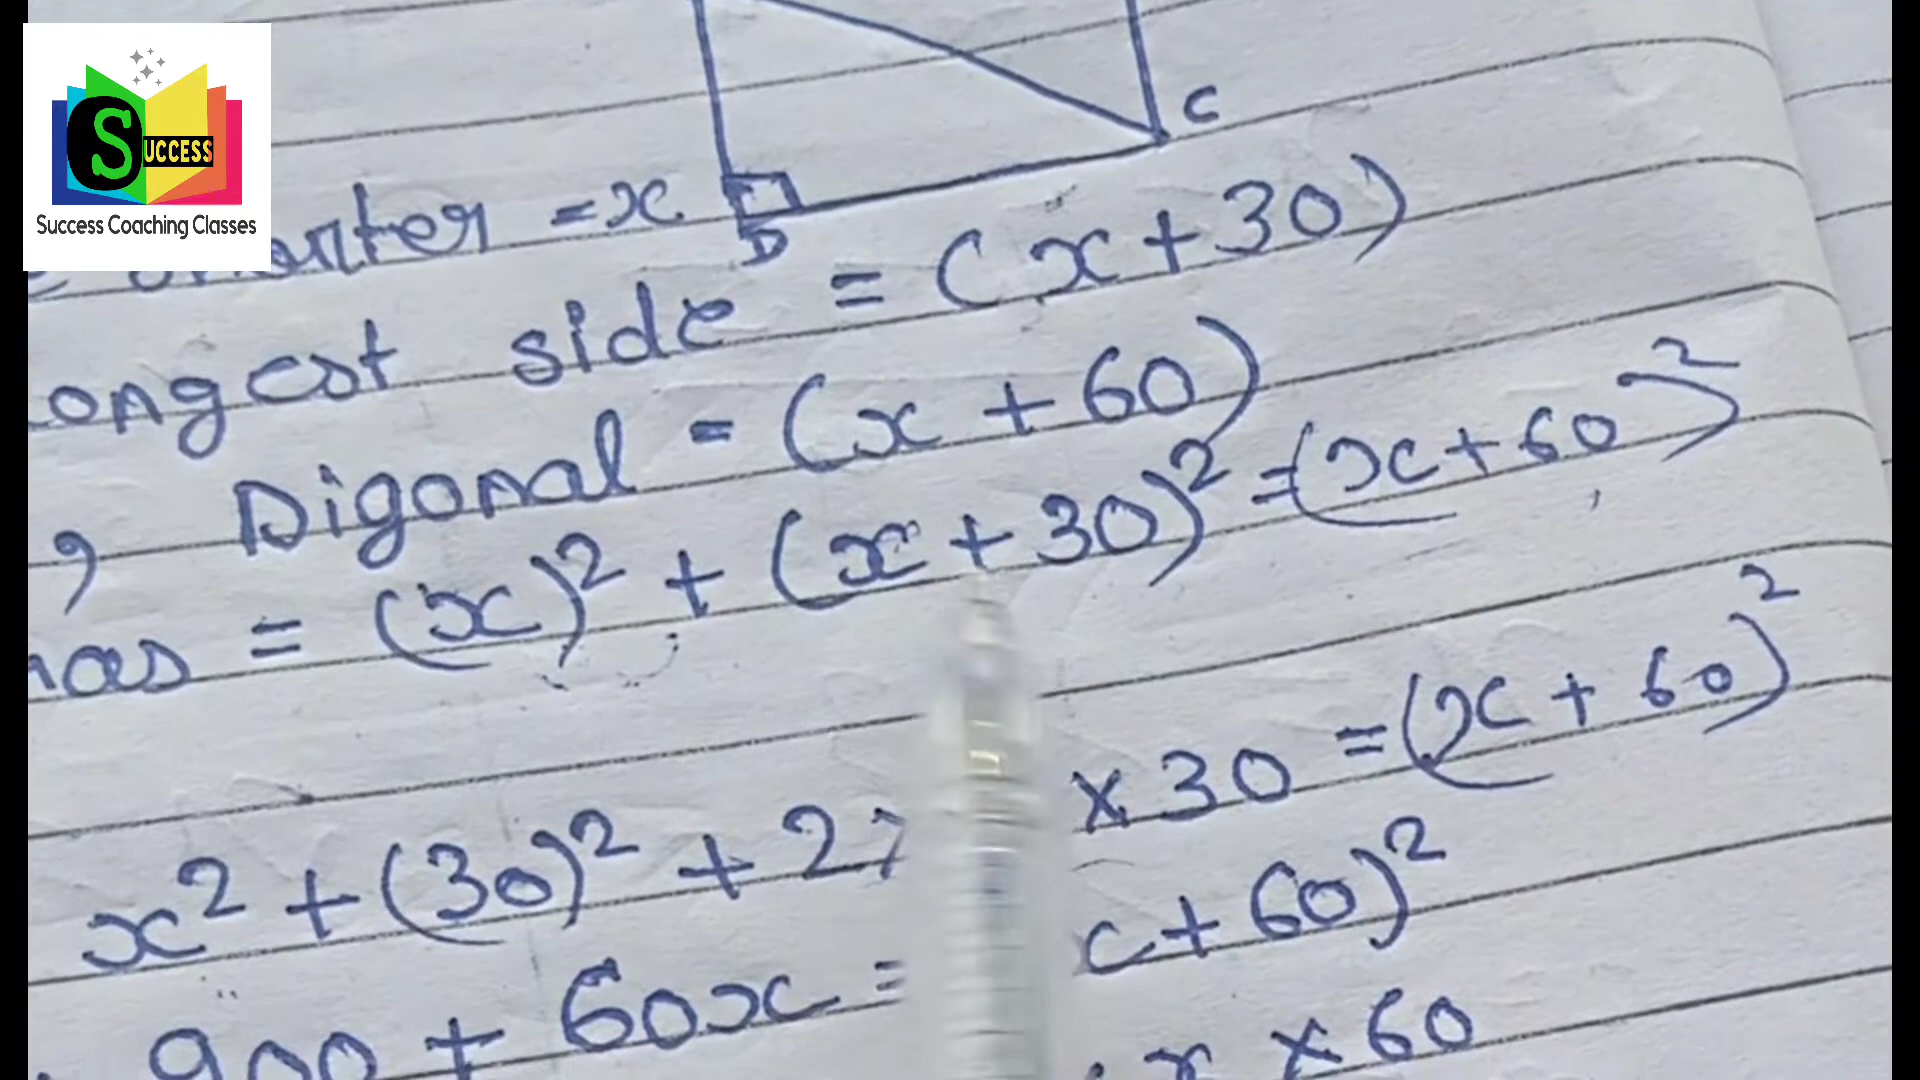 SUCCESS
Success Coaching Classes
C
= x
D
ongest side = (x + 30)
, Digonal = (x + 60)
= (x)² + (x + 30)² = (x + 60)²
x² + (30)² + 2 × 30 = (x + 60)²
900 + 60x = + 60)²
x × 60